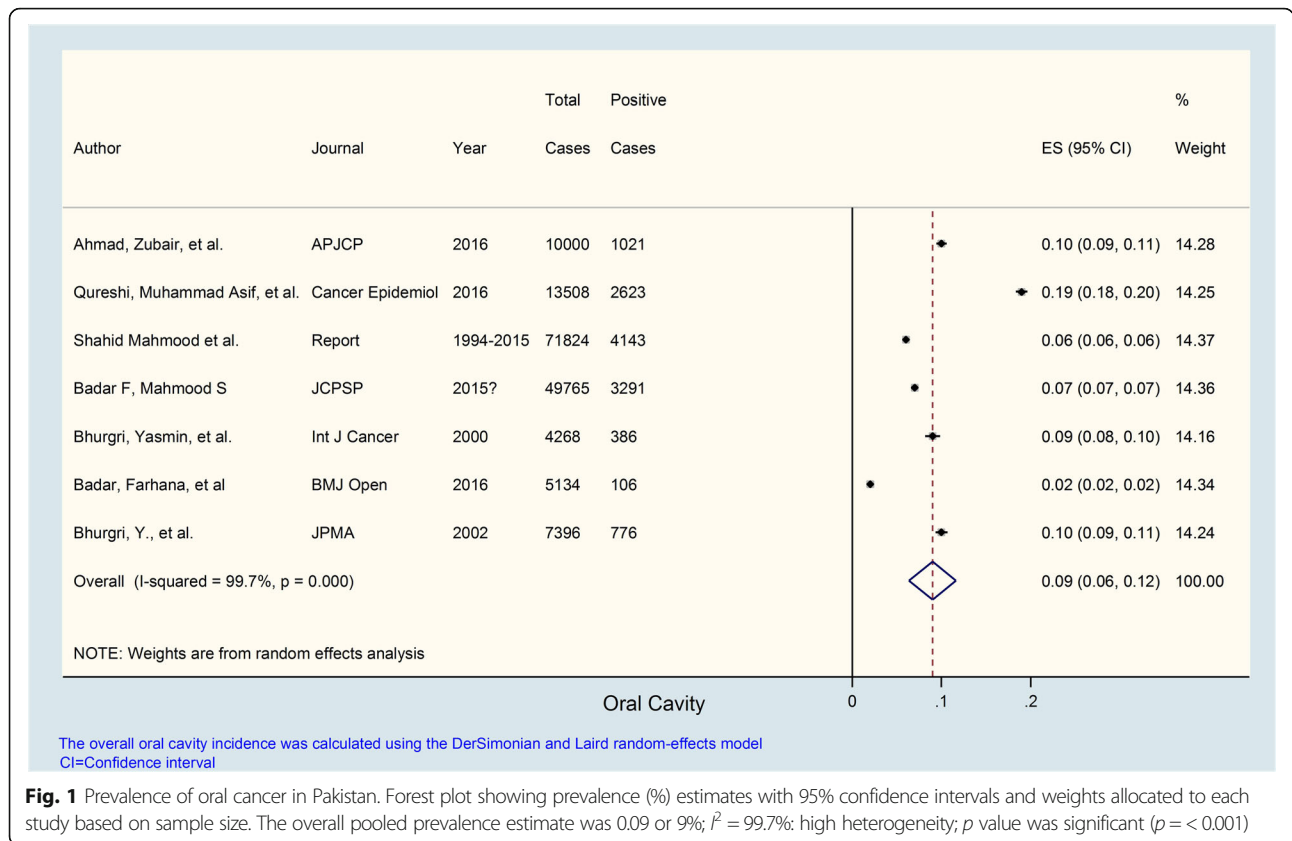 Total Positive %
Author Journal Year Cases Cases ES (95% CI) Weight
Ahmad, Zubair, et al. APJCP 2016 10000 1021 0.10 (0.09, 0.11) 14.28
Qureshi, Muhammad Asif, et al. Cancer Epidemiol 2016 13508 2623 0.19 (0.18, 0.20) 14.25
Shahid Mahmood et al. Report 1994-2015 71824 4143 0.06 (0.06, 0.06) 14.37
Badar F, Mahmood S JCPSP 2015? 49765 3291 0.07 (0.07, 0.07) 14.36
Bhurgri, Yasmin, et al. Int J Cancer 2000 4268 386 0.09 (0.08, 0.10) 14.16
Badar, Farhana, et al BMJ Open 2016 5134 106 0.02 (0.02, 0.02) 14.34
Bhurgri, Y., et al. JPMA 2002 7396 776 0.10 (0.09, 0.11) 14.24
Overall (I-squared = 99.7%, p = 0.000) 0.09 (0.06, 0.12) 100.00
NOTE: Weights are from random effects analysis
Oral Cavity 0 .1 .2
The overall oral cavity incidence was calculated using the DerSimonian and Laird random-effects model
CI=Confidence interval
Fig. 1 Prevalence of oral cancer in Pakistan. Forest plot showing prevalence (%) estimates with 95% confidence intervals and weights allocated to each
study based on sample size. The overall pooled prevalence estimate was 0.09 or 9%; I² = 99.7%: high heterogeneity; p value was significant (p = < 0.001)